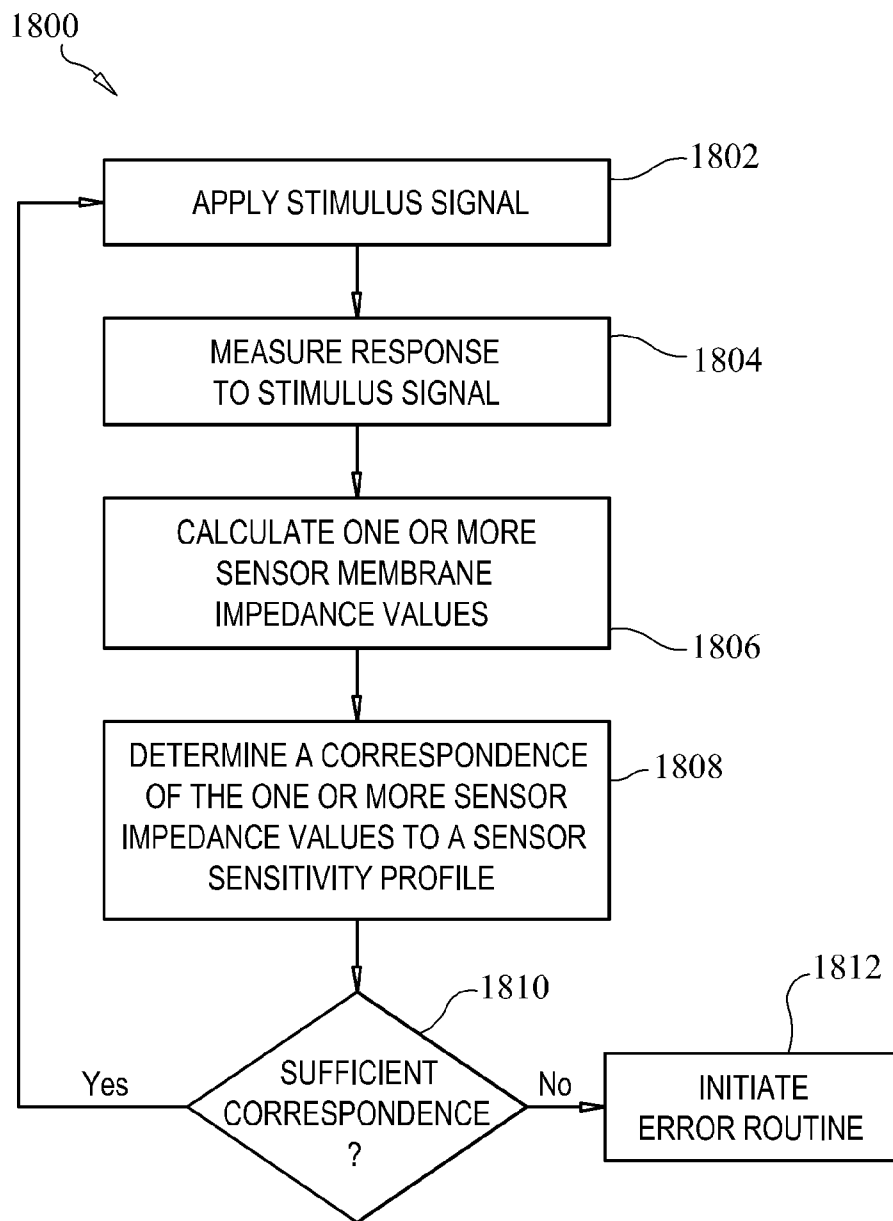 1800
1802
APPLY STIMULUS SIGNAL
MEASURE RESPONSE
TO STIMULUS SIGNAL
1804
CALCULATE ONE OR MORE
SENSOR MEMBRANE
IMPEDANCE VALUES
1806
DETERMINE A CORRESPONDENCE
OF THE ONE OR MORE SENSOR
IMPEDANCE VALUES TO A SENSOR
SENSITIVITY PROFILE
1808
1810
SUFFICIENT
CORRESPONDENCE
?
Yes
No
1812
INITIATE
ERROR ROUTINE